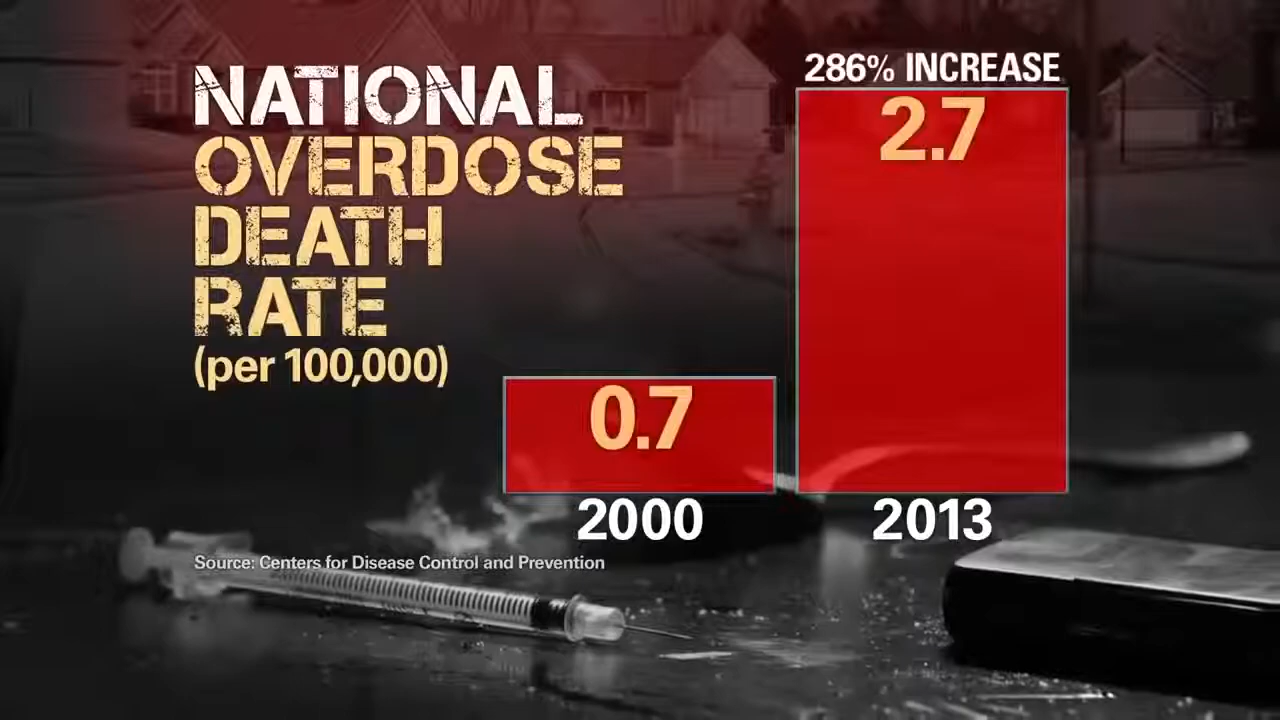 NATIONAL
OVERDOSE
DEATH
RATE
(per 100,000)
286% INCREASE
2.7
0.7
2000
2013
Source: Centers for Disease Control and Prevention